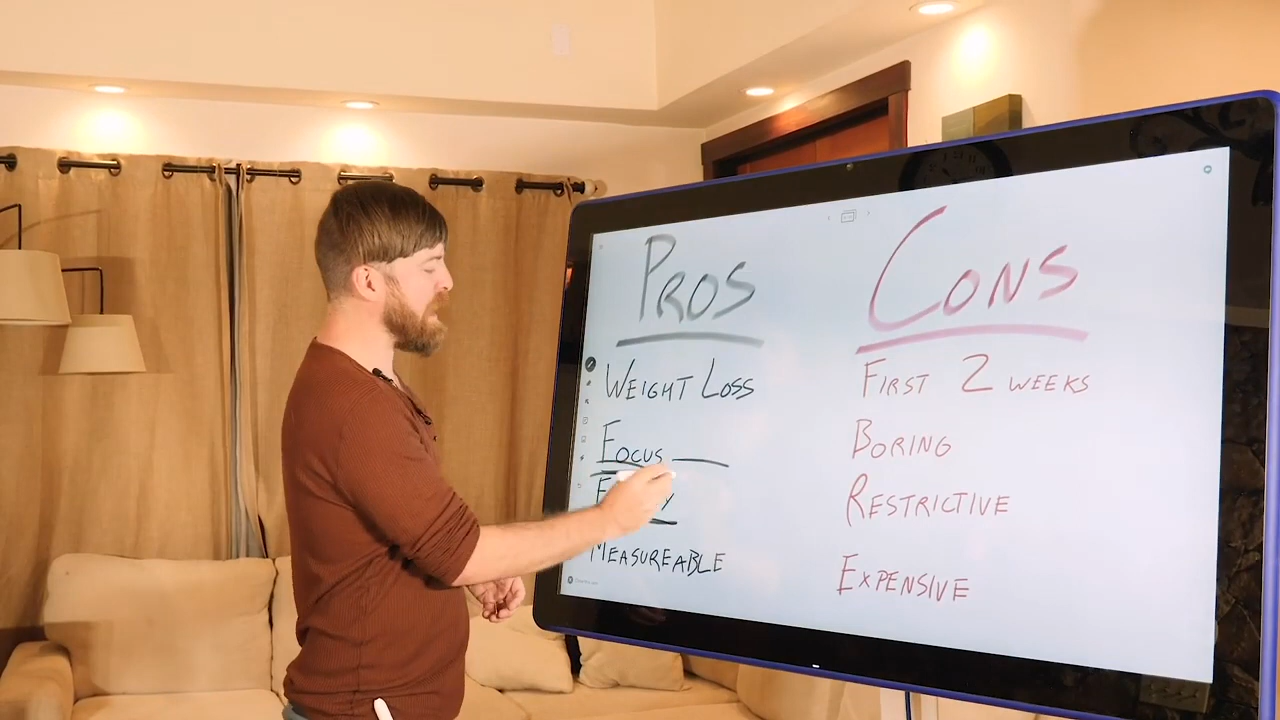 PROS
WEIGHT LOSS
FOCUS
MEASUREABLE
CONS
FIRST 2 WEEKS
BORING
RESTRICTIVE
EXPENSIVE